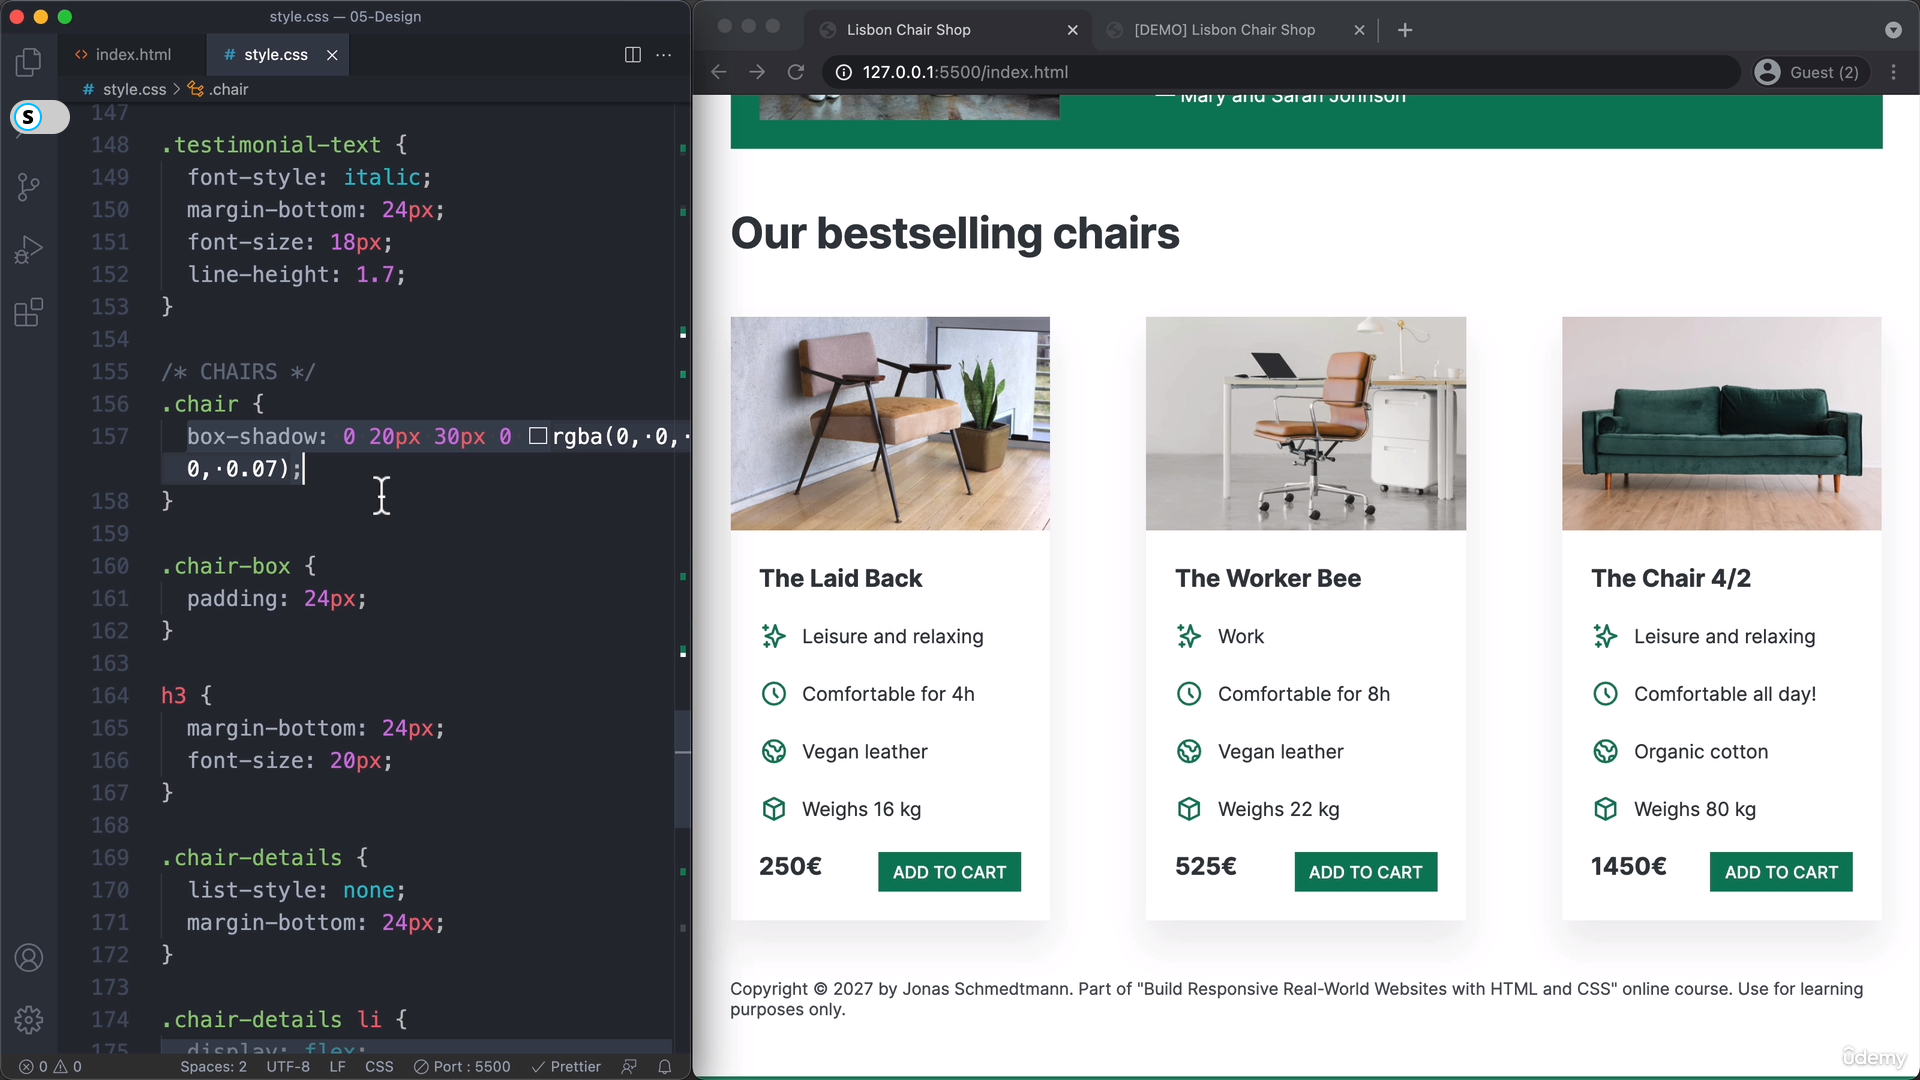 style.css — 05-Design
index.html
style.css
style.css > .chair
S
147
148 .testimonial-text {
149 font-style: italic;
150 margin-bottom: 24px;
151 font-size: 18px;
152 line-height: 1.7;
153 }
154
155 /* CHAIRS */
156 .chair {
157 box-shadow: 0 20px 30px 0 rgba(0,·0,·
0,·0.07);
158 }
159
160 .chair-box {
161 padding: 24px;
162 }
163
164 h3 {
165 margin-bottom: 24px;
166 font-size: 20px;
167 }
168
169 .chair-details {
170 list-style: none;
171 margin-bottom: 24px;
172 }
173
174 .chair-details li {
175 display: flex;
0 0
Spaces: 2 UTF-8 LF CSS Port : 5500 Prettier
Lisbon Chair Shop
[DEMO] Lisbon Chair Shop
127.0.0.1:5500/index.html
Guest (2)
— Mary and Sarah Johnson
Our bestselling chairs
The Laid Back
Leisure and relaxing
Comfortable for 4h
Vegan leather
Weighs 16 kg
250€ ADD TO CART
The Worker Bee
Work
Comfortable for 8h
Vegan leather
Weighs 22 kg
525€ ADD TO CART
The Chair 4/2
Leisure and relaxing
Comfortable all day!
Organic cotton
Weighs 80 kg
1450€ ADD TO CART
Copyright © 2027 by Jonas Schmedtmann. Part of "Build Responsive Real-World Websites with HTML and CSS" online course. Use for learning
purposes only.
ûdemy